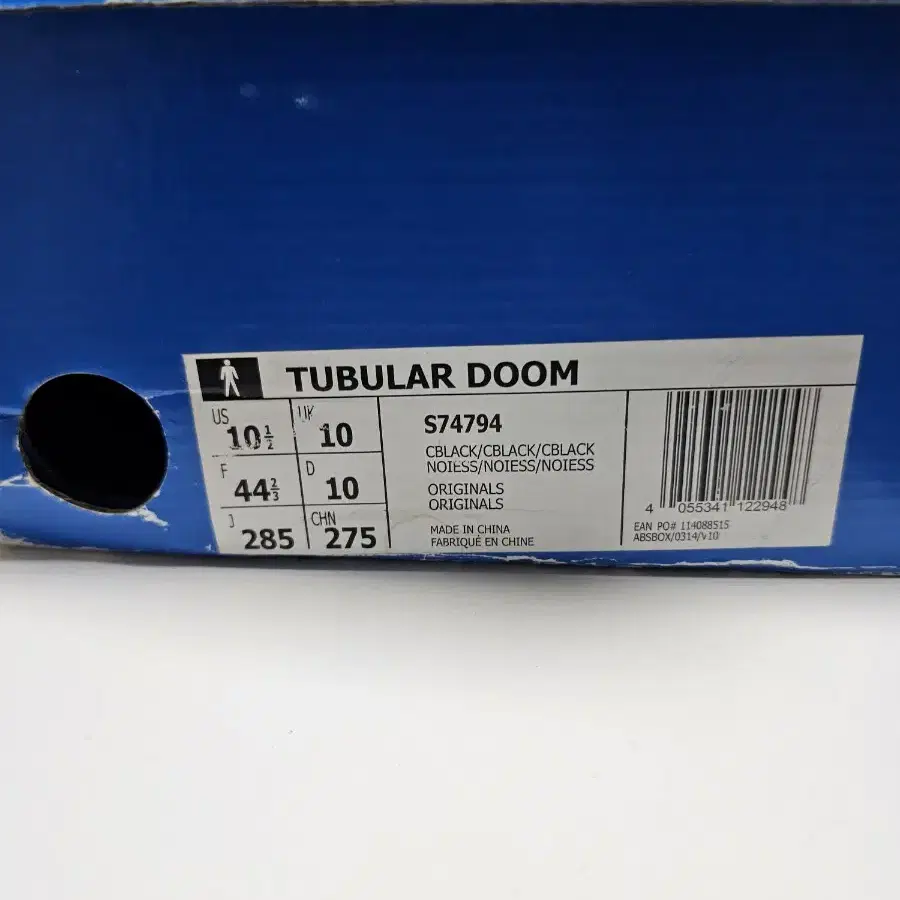 TUBULAR DOOM
US 10½ UK 10
F 44⅔ D 10
J 285 CHN 275
S74794
CBLACK/CBLACK/CBLACK
NOIESS/NOIESS/NOIESS
ORIGINALS
ORIGINALS
MADE IN CHINA
FABRIQUÉ EN CHINE
4 055341 122948
EAN PO# 114088515
ABSBOX/0314/V10